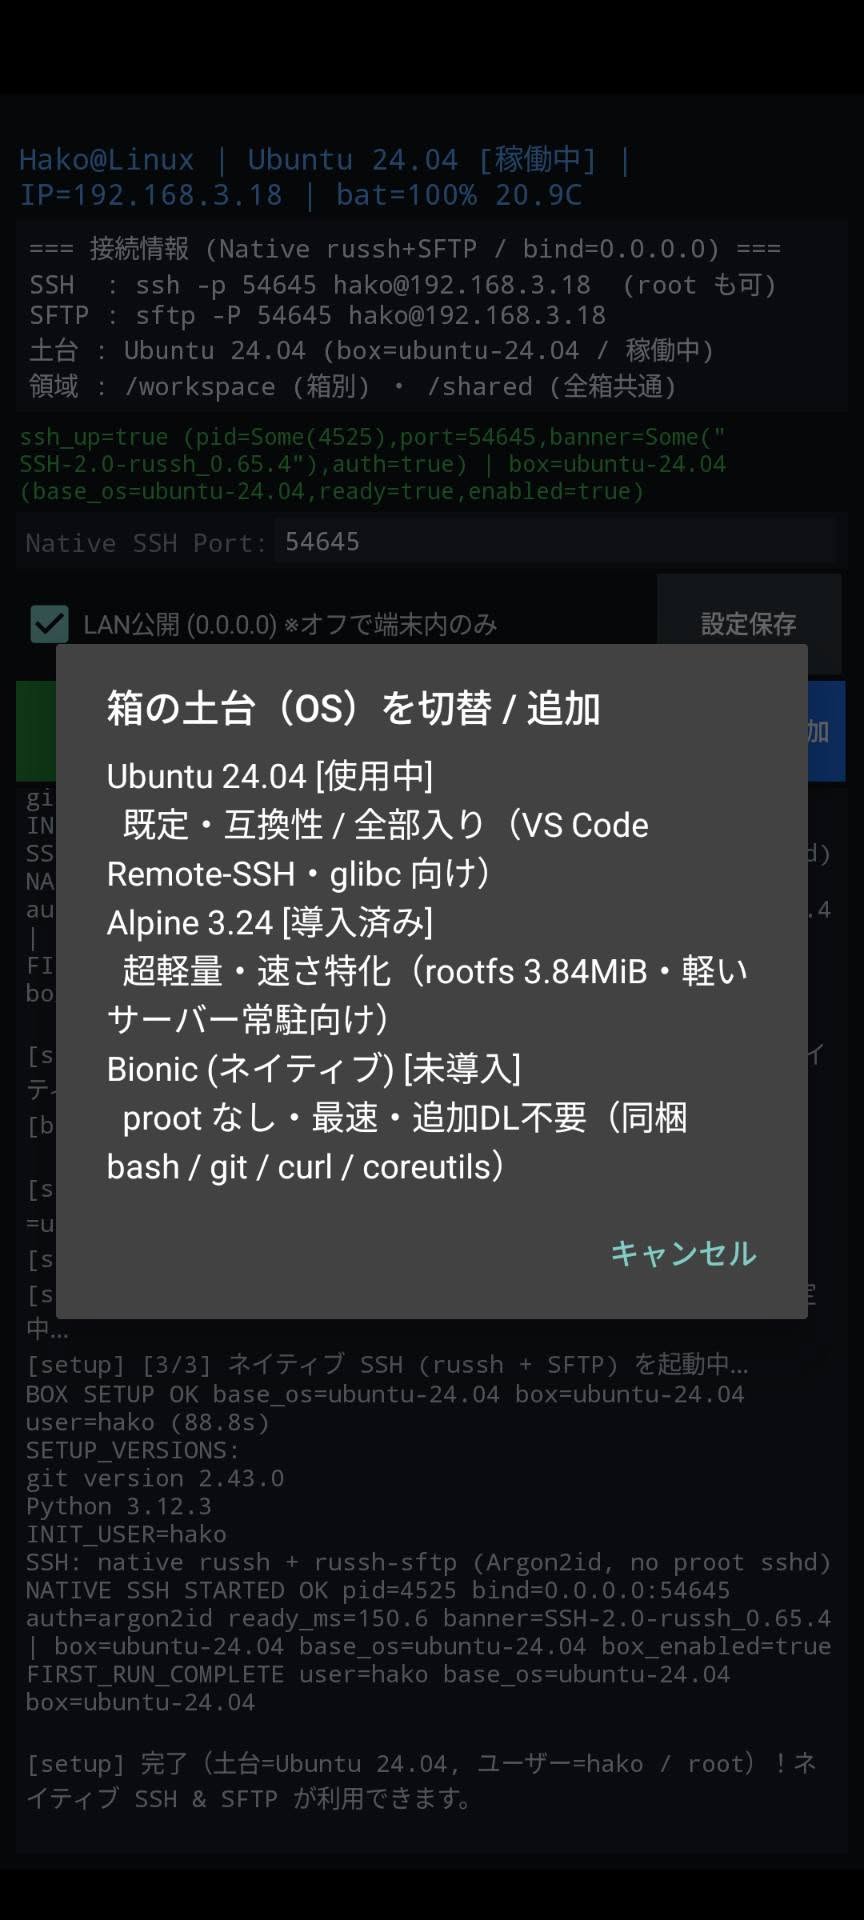 Hako@Linux | Ubuntu 24.04 [稼働中] |
IP=192.168.3.18 | bat=100% 20.9C
=== 接続情報 (Native russh+SFTP / bind=0.0.0.0) ===
SSH  : ssh -p 54645 hako@192.168.3.18  (root も可)
SFTP : sftp -P 54645 hako@192.168.3.18
土台 : Ubuntu 24.04 (box=ubuntu-24.04 / 稼働中)
領域 : /workspace (箱別) ・ /shared (全箱共通)
ssh_up=true (pid=Some(4525),port=54645,banner=Some("
SSH-2.0-russh_0.65.4"),auth=true) | box=ubuntu-24.04
(base_os=ubuntu-24.04,ready=true,enabled=true)
Native SSH Port: 54645
LAN公開 (0.0.0.0) ※オフで端末内のみ
設定保存
箱の土台（OS）を切替 / 追加
Ubuntu 24.04 [使用中]
既定・互換性 / 全部入り（VS Code
Remote-SSH・glibc 向け）
Alpine 3.24 [導入済み]
超軽量・速さ特化（rootfs 3.84MiB・軽い
サーバー常駐向け）
Bionic (ネイティブ) [未導入]
proot なし・最速・追加DL不要（同梱
bash / git / curl / coreutils）
キャンセル
加
gi
IN
SS d)
NA
au .4
|
FI
bo
[s イ
ティ
[b
[s
=u
[s
[s
中…
[setup] [3/3] ネイティブ SSH (russh + SFTP) を起動中…
BOX SETUP OK base_os=ubuntu-24.04 box=ubuntu-24.04
user=hako (88.8s)
SETUP_VERSIONS:
git version 2.43.0
Python 3.12.3
INIT_USER=hako
SSH: native russh + russh-sftp (Argon2id, no proot sshd)
NATIVE SSH STARTED OK pid=4525 bind=0.0.0.0:54645
auth=argon2id ready_ms=150.6 banner=SSH-2.0-russh_0.65.4
| box=ubuntu-24.04 base_os=ubuntu-24.04 box_enabled=true
FIRST_RUN_COMPLETE user=hako base_os=ubuntu-24.04
box=ubuntu-24.04
[setup] 完了（土台=Ubuntu 24.04, ユーザー=hako / root）！ネ
イティブ SSH & SFTP が利用できます。